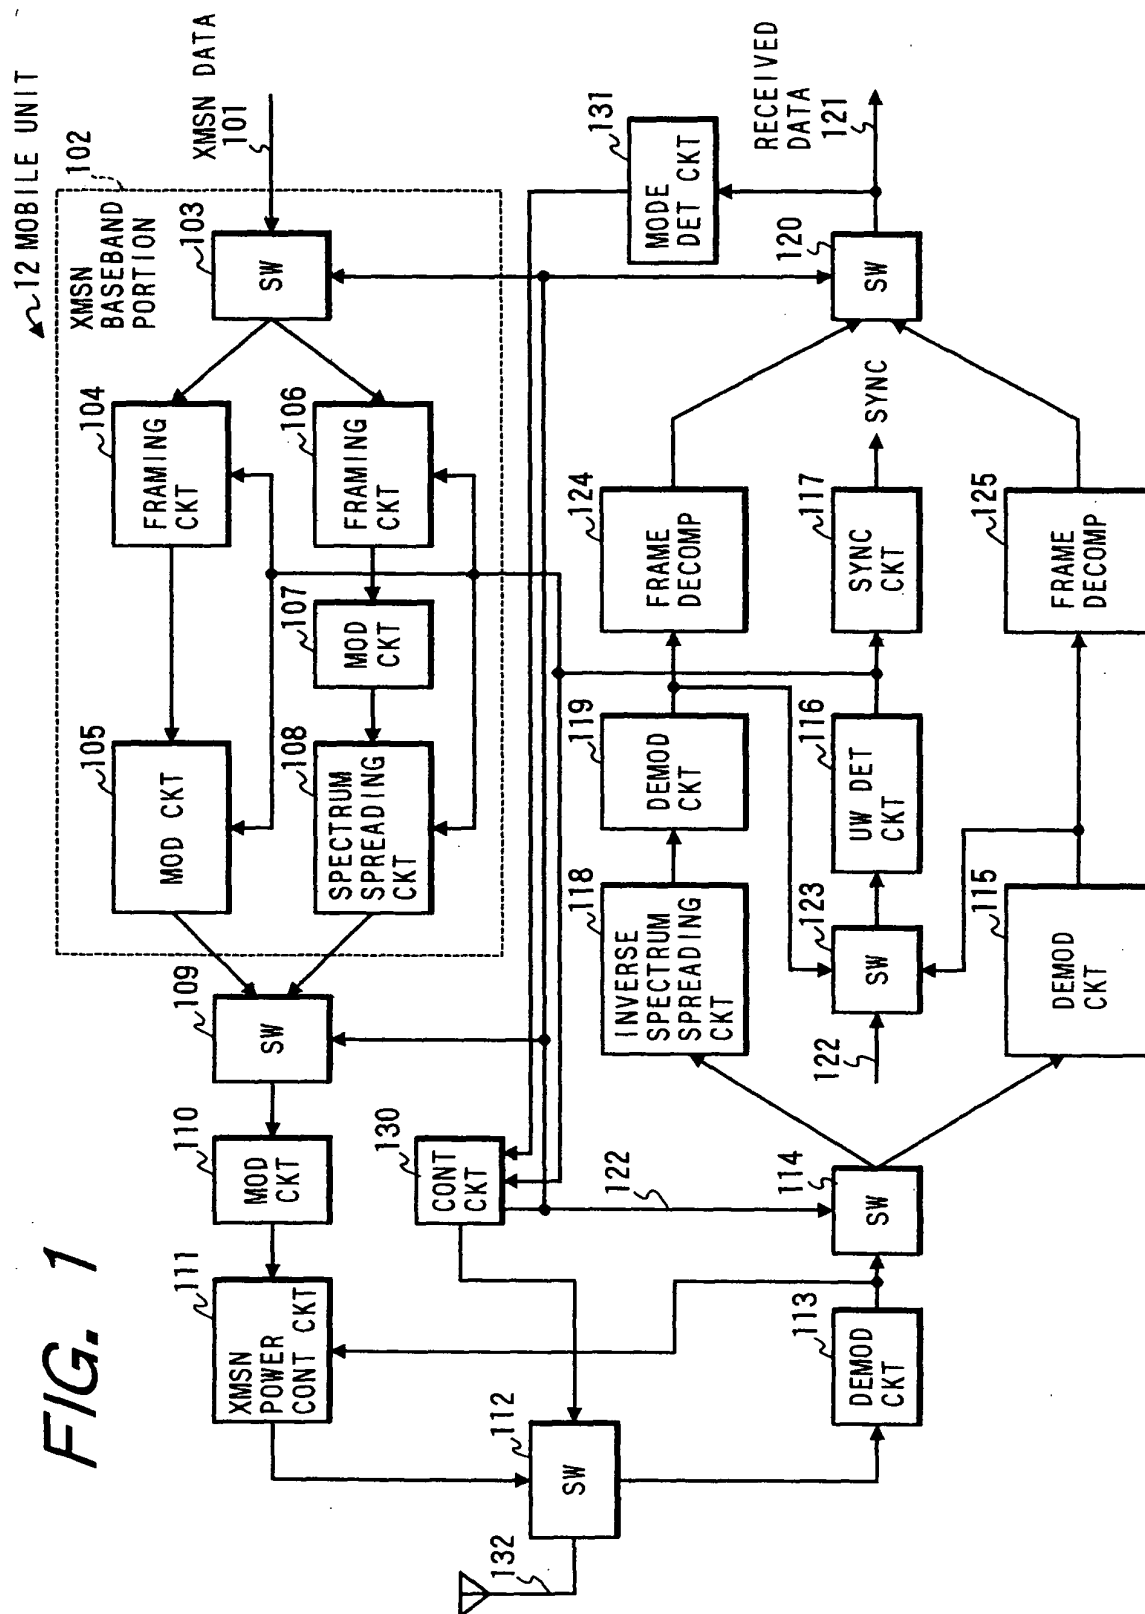 FIG. 1
12 MOBILE UNIT
102
XMSN
BASEBAND
PORTION
XMSN DATA
101
103
SW
104
FRAMING
CKT
105
MOD CKT
106
FRAMING
CKT
107
MOD
CKT
108
SPECTRUM
SPREADING
CKT
109
SW
110
MOD
CKT
111
XMSN
POWER
CONT CKT
112
SW
132
130
CONT
CKT
122
131
MODE
DET CKT
RECEIVED
DATA
121
120
SW
124
FRAME
DECOMP
117
SYNC
CKT
SYNC
125
FRAME
DECOMP
119
DEMOD
CKT
116
UW DET
CKT
118
INVERSE
SPECTRUM
SPREADING
CKT
123
SW
122
115
DEMOD
CKT
114
SW
113
DEMOD
CKT